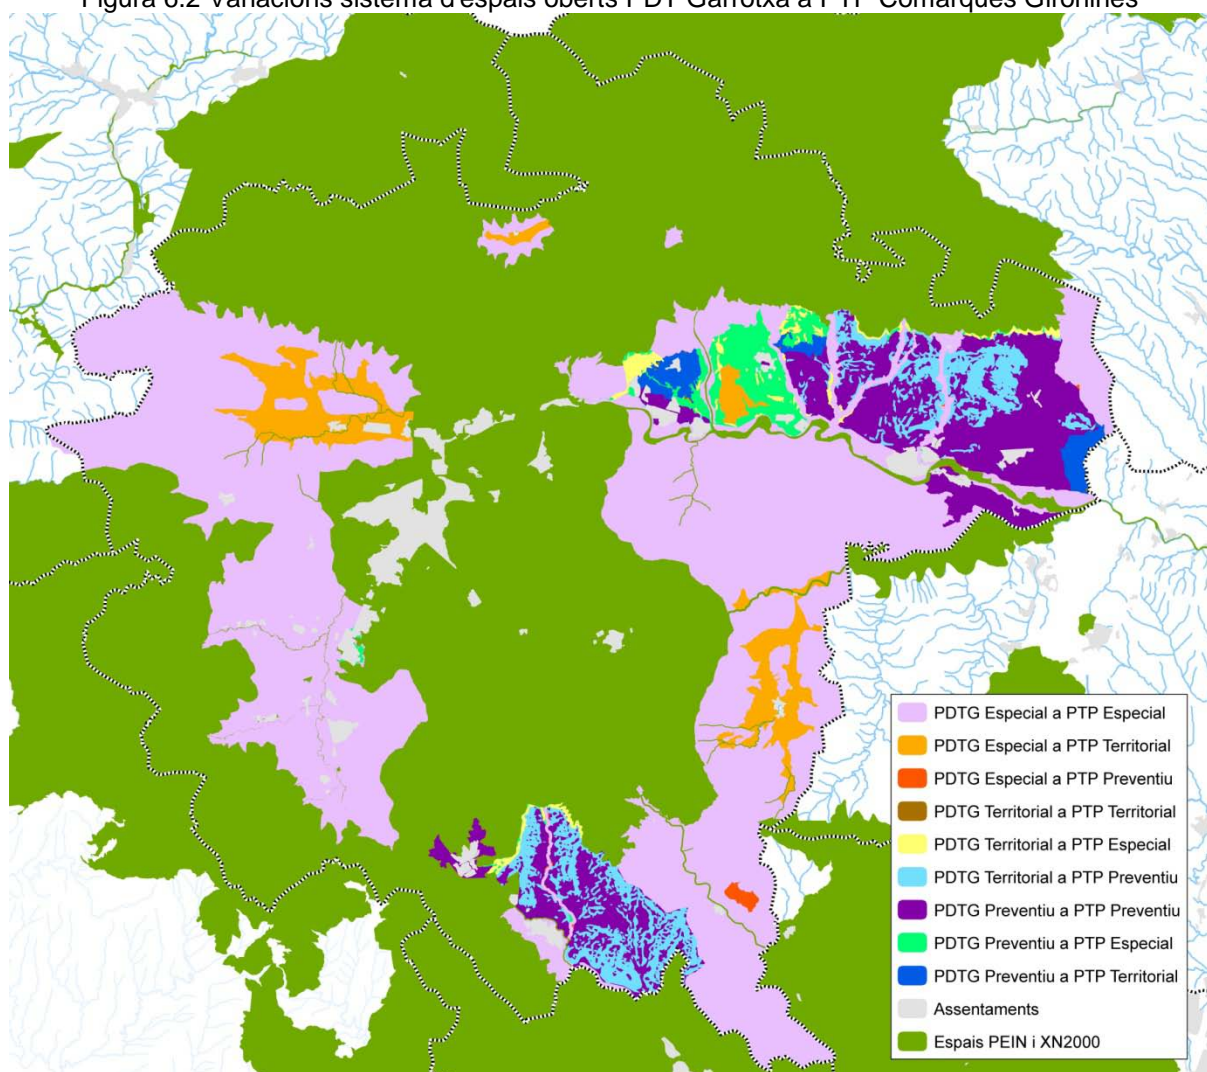 Figura 6.2 Variacions sistema d'espais oberts PDT Garrotxa a PTP Comarques Gironines
PDTG Especial a PTP Especial
PDTG Especial a PTP Territorial
PDTG Especial a PTP Preventiu
PDTG Territorial a PTP Territorial
PDTG Territorial a PTP Especial
PDTG Territorial a PTP Preventiu
PDTG Preventiu a PTP Preventiu
PDTG Preventiu a PTP Especial
PDTG Preventiu a PTP Territorial
Assentaments
Espais PEIN i XN2000